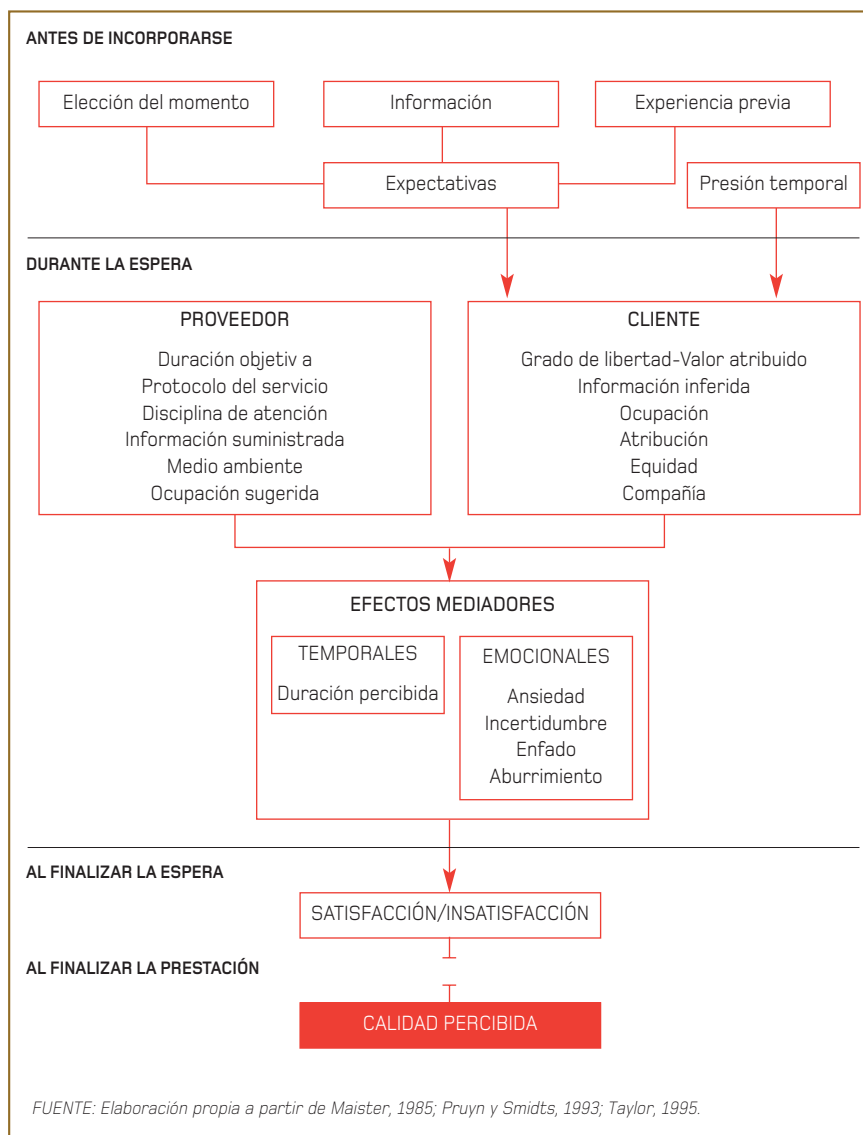 ANTES DE INCORPORARSE
Elección del momento
Información
Experiencia previa
Expectativas
Presión temporal
DURANTE LA ESPERA
PROVEEDOR
Duración objetiv a
Protocolo del servicio
Disciplina de atención
Información suministrada
Medio ambiente
Ocupación sugerida
CLIENTE
Grado de libertad-Valor atribuido
Información inferida
Ocupación
Atribución
Equidad
Compañía
EFECTOS MEDIADORES
TEMPORALES
Duración percibida
EMOCIONALES
Ansiedad
Incertidumbre
Enfado
Aburrimiento
AL FINALIZAR LA ESPERA
SATISFACCIÓN/INSATISFACCIÓN
AL FINALIZAR LA PRESTACIÓN
CALIDAD PERCIBIDA
FUENTE: Elaboración propia a partir de Maister, 1985; Pruyn y Smidts, 1993; Taylor, 1995.